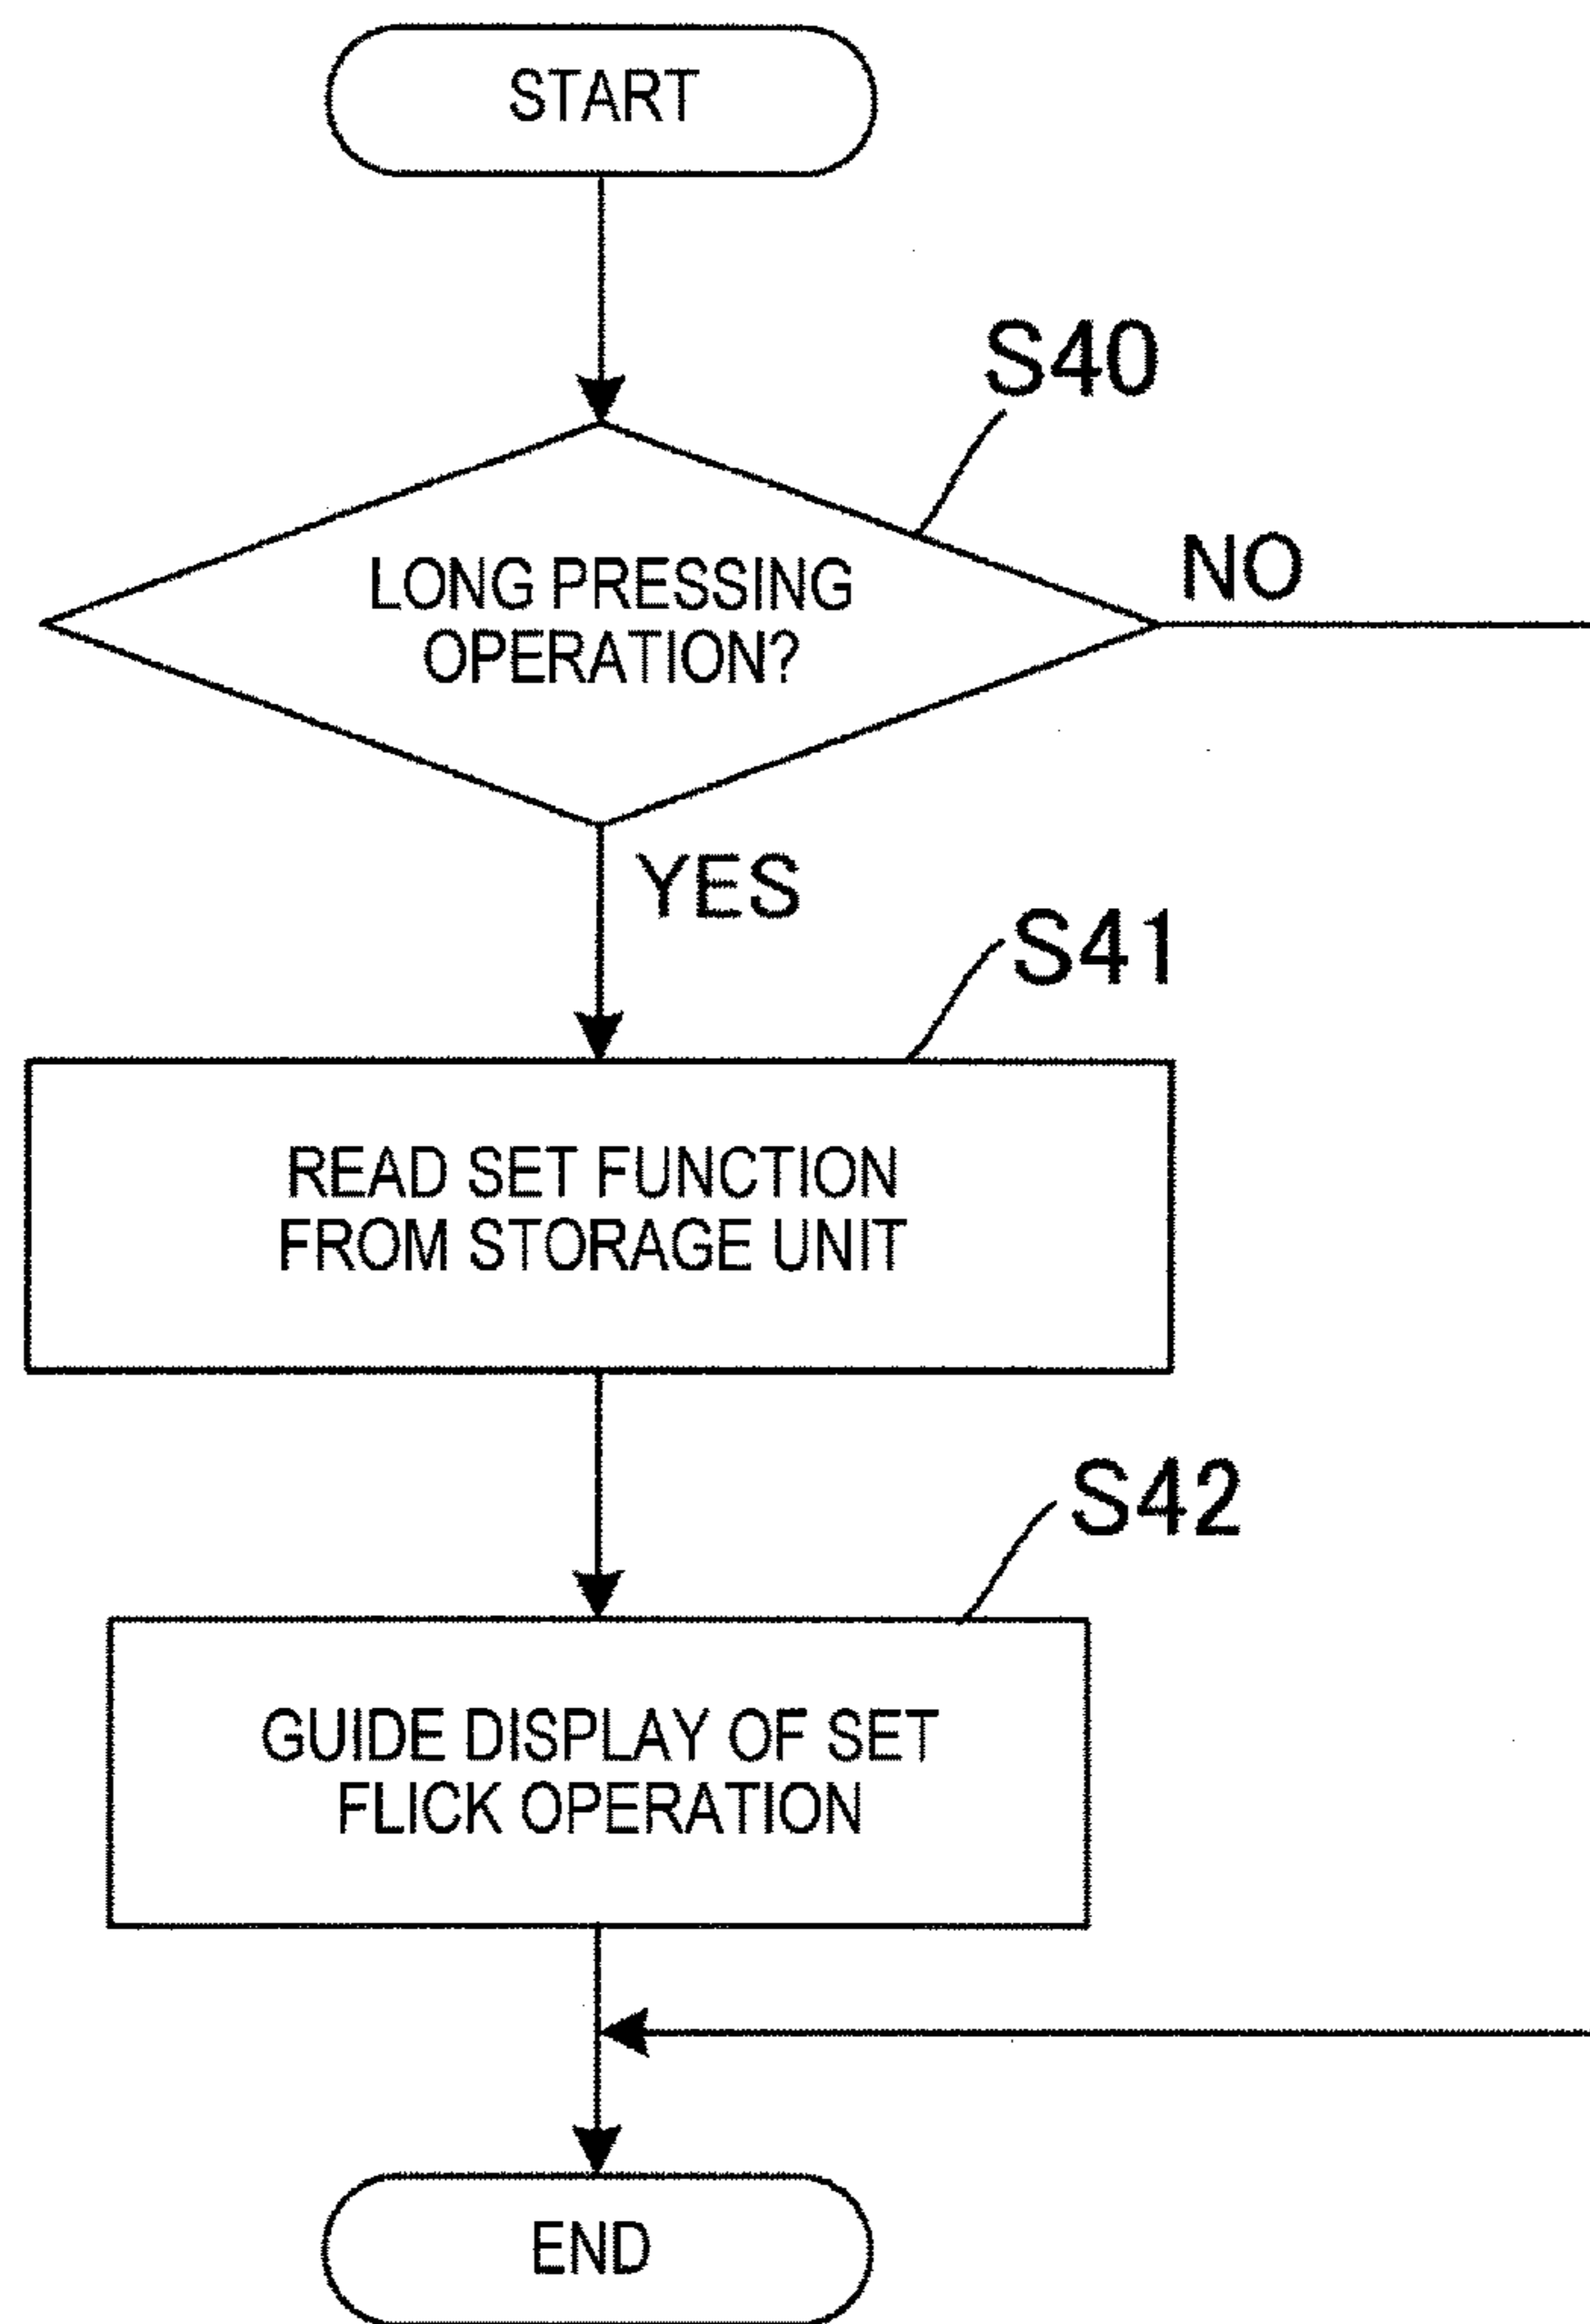 START
S40
LONG PRESSING
OPERATION?
NO
YES
S41
READ SET FUNCTION
FROM STORAGE UNIT
S42
GUIDE DISPLAY OF SET
FLICK OPERATION
END